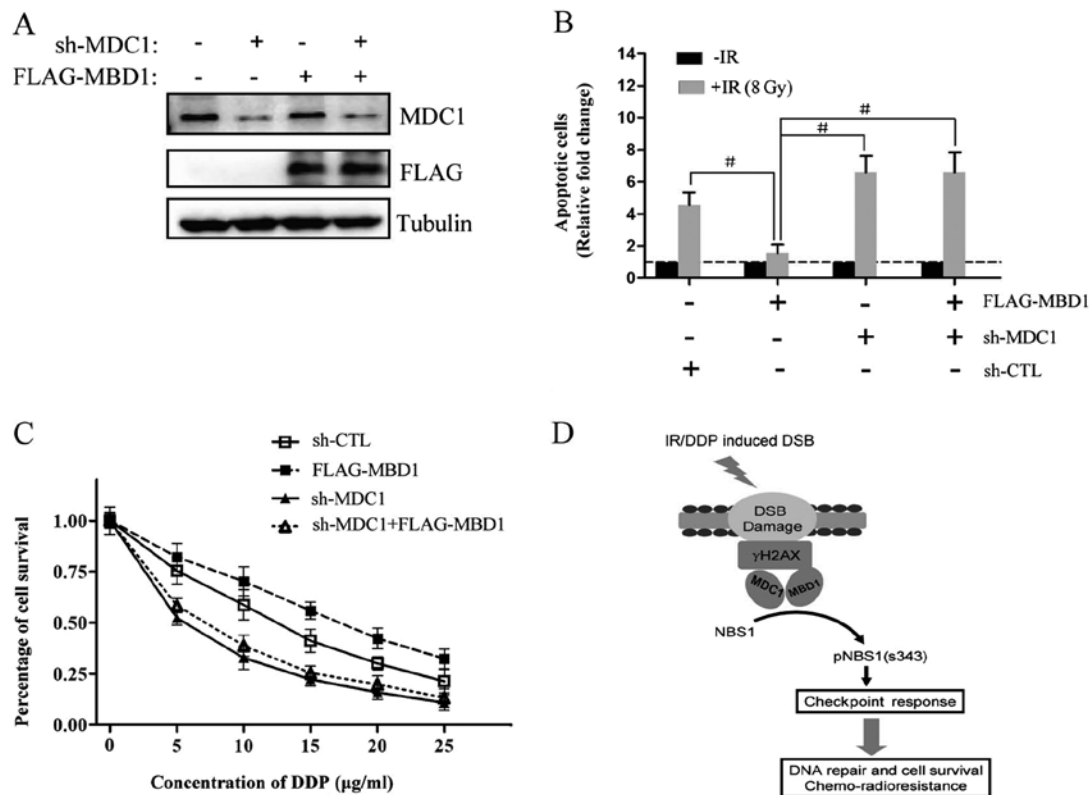 A
sh-MDC1: - + - +
FLAG-MBD1: - - + +
MDC1
FLAG
Tubulin
B
Apoptotic cells
(Relative fold change)
14
12
10
8
6
4
2
0
-IR
+IR (8 Gy)
# # #
- + - + FLAG-MBD1
- - + + sh-MDC1
+ - - - sh-CTL
C
sh-CTL
FLAG-MBD1
sh-MDC1
sh-MDC1+FLAG-MBD1
Percentage of cell survival
1.00
0.75
0.50
0.25
0.00
0 5 10 15 20 25
Concentration of DDP (μg/ml)
D
IR/DDP induced DSB
DSB
Damage
γH2AX
MDC1 MBD1
NBS1
pNBS1(s343)
Checkpoint response
DNA repair and cell survival
Chemo-radioresistance